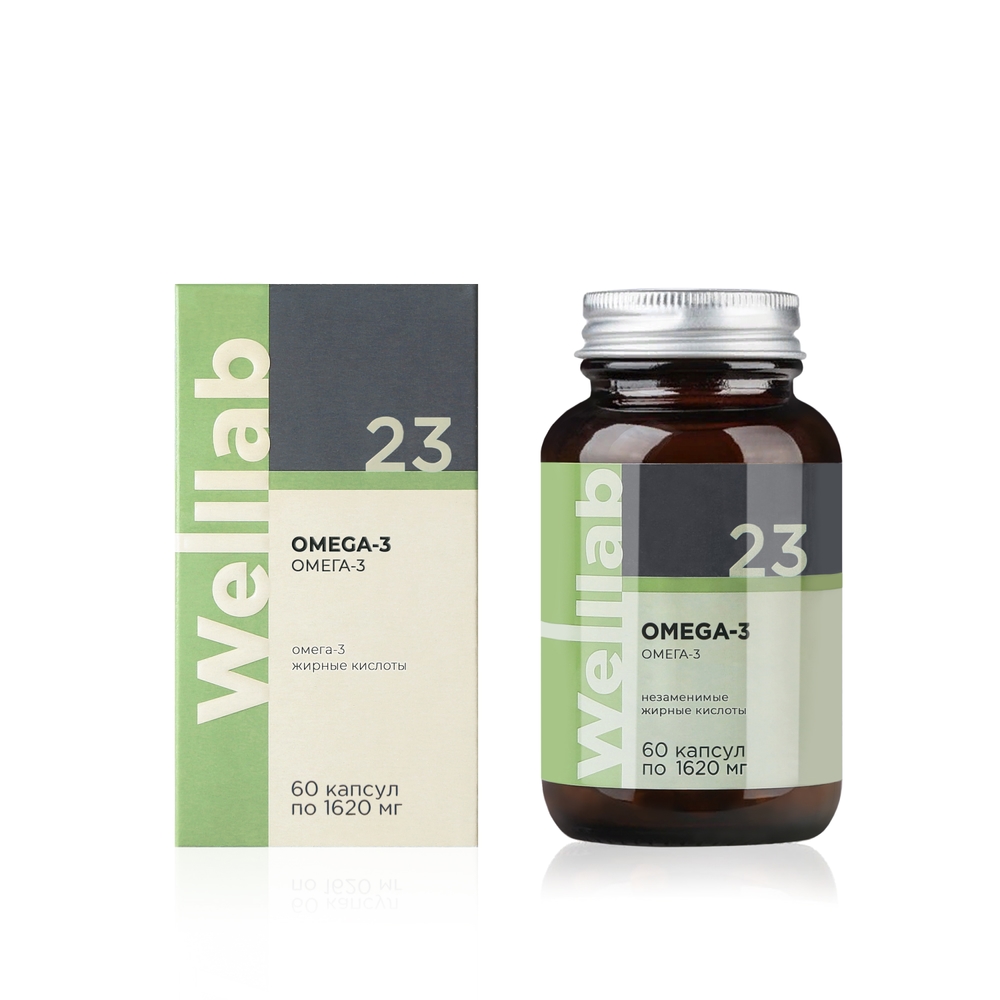 welllab
23
OMEGA-3
ОМЕГА-3
омега-3
жирные кислоты
60 капсул
по 1620 мг
welllab
23
OMEGA-3
ОМЕГА-3
незаменимые
жирные кислоты
60 капсул
по 1620 мг